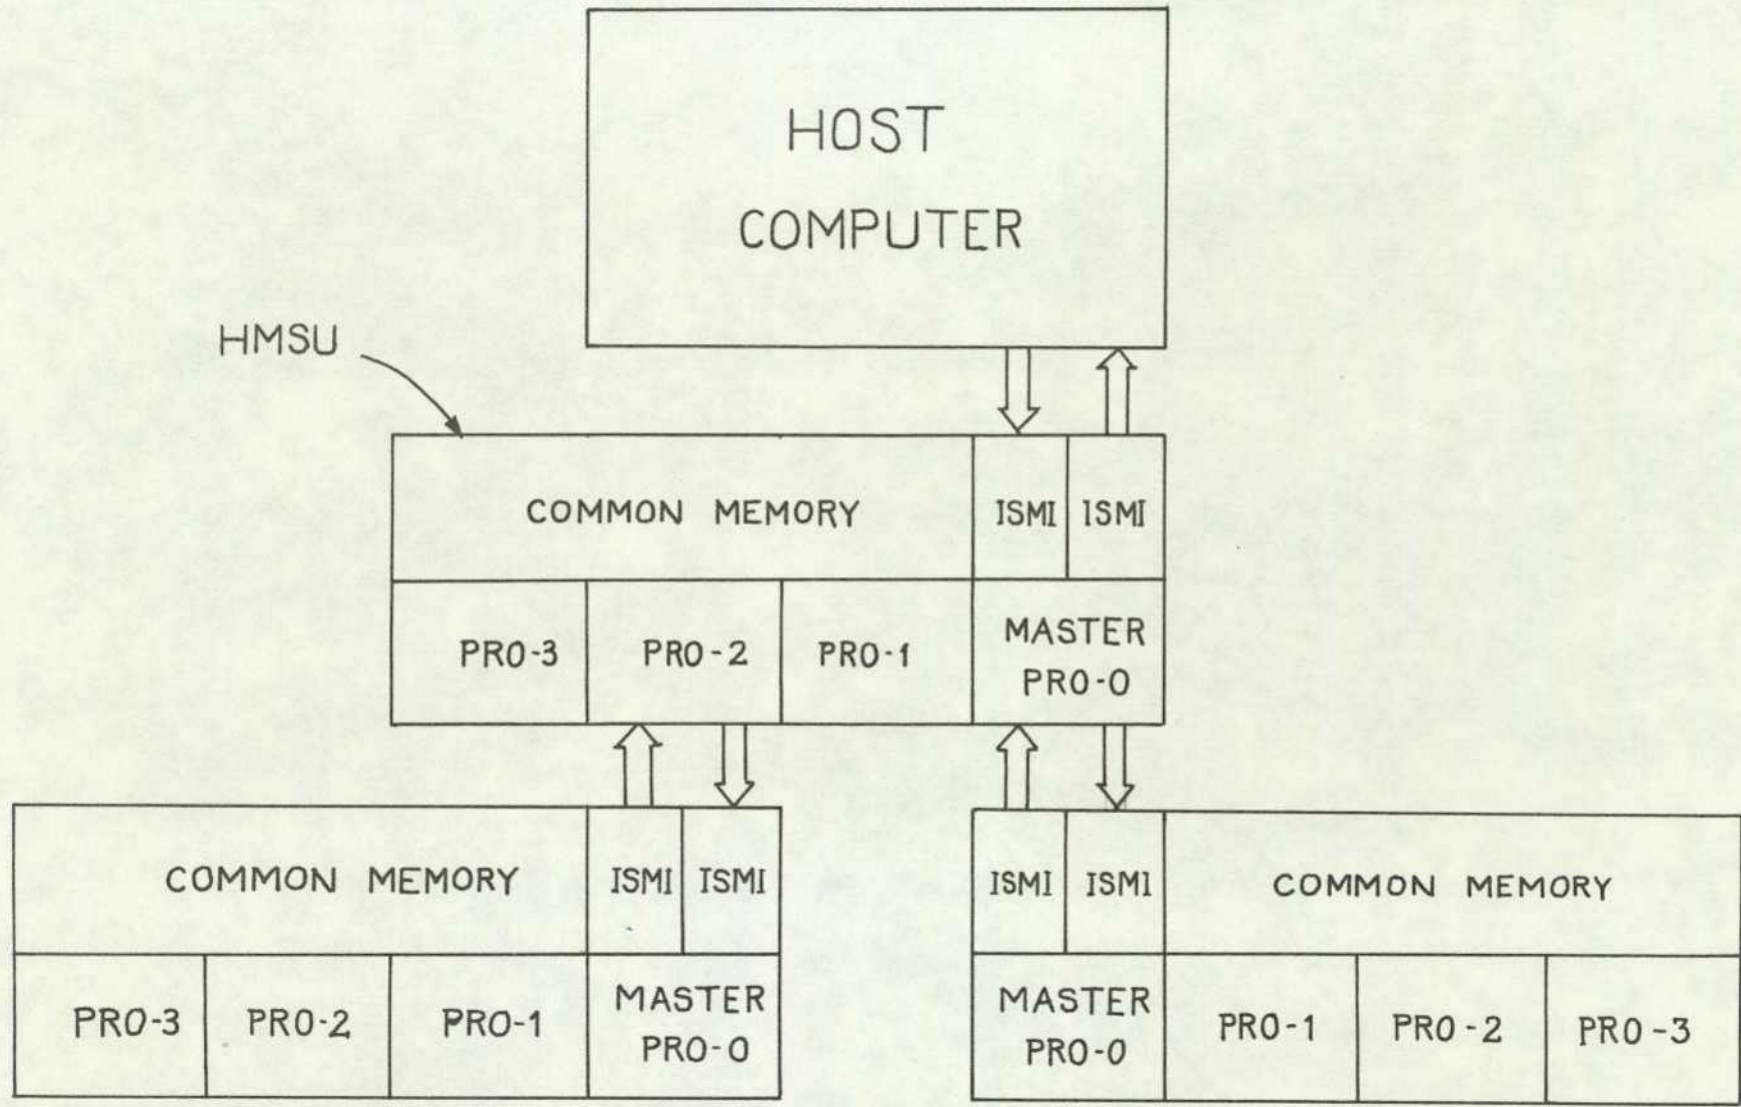 HOST
COMPUTER
HMSU
COMMON MEMORY
ISMI
ISMI
PRO-3
PRO-2
PRO-1
MASTER
PRO-0
COMMON MEMORY
ISMI
ISMI
PRO-3
PRO-2
PRO-1
MASTER
PRO-0
ISMI
ISMI
COMMON MEMORY
MASTER
PRO-0
PRO-1
PRO-2
PRO-3